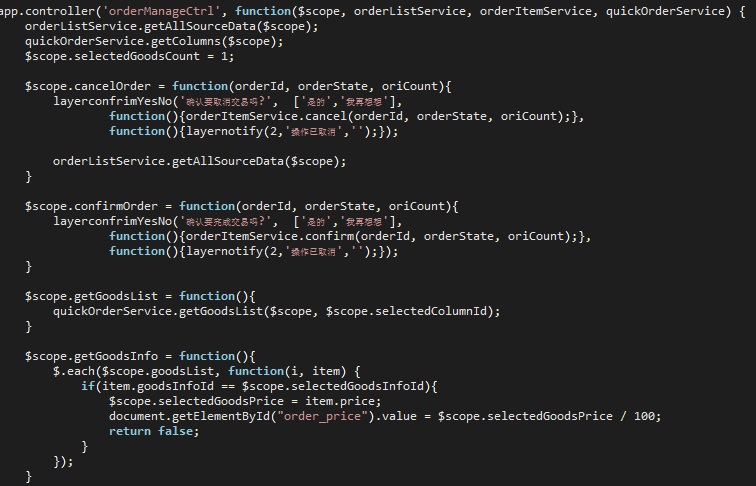 app.controller('orderManageCtrl', function($scope, orderListService, orderItemService, quickOrderService) {
    orderListService.getAllSourceData($scope);
    quickOrderService.getColumns($scope);
    $scope.selectedGoodsCount = 1;

    $scope.cancelOrder = function(orderId, orderState, oriCount){
        layerconfrimYesNo('确认要取消交易吗?',  ['是的','我再想想'],
                function(){orderItemService.cancel(orderId, orderState, oriCount);},
                function(){layernotify(2,'操作已取消','');});

        orderListService.getAllSourceData($scope);
    }

    $scope.confirmOrder = function(orderId, orderState, oriCount){
        layerconfrimYesNo('确认要完成交易吗?',  ['是的','我再想想'],
                function(){orderItemService.confirm(orderId, orderState, oriCount);},
                function(){layernotify(2,'操作已取消','');});
    }

    $scope.getGoodsList = function(){
        quickOrderService.getGoodsList($scope, $scope.selectedColumnId);
    }

    $scope.getGoodsInfo = function(){
        $.each($scope.goodsList, function(i, item) {
            if(item.goodsInfoId == $scope.selectedGoodsInfoId){
                $scope.selectedGoodsPrice = item.price;
                document.getElementById("order_price").value = $scope.selectedGoodsPrice / 100;
                return false;
            }
        });
    }